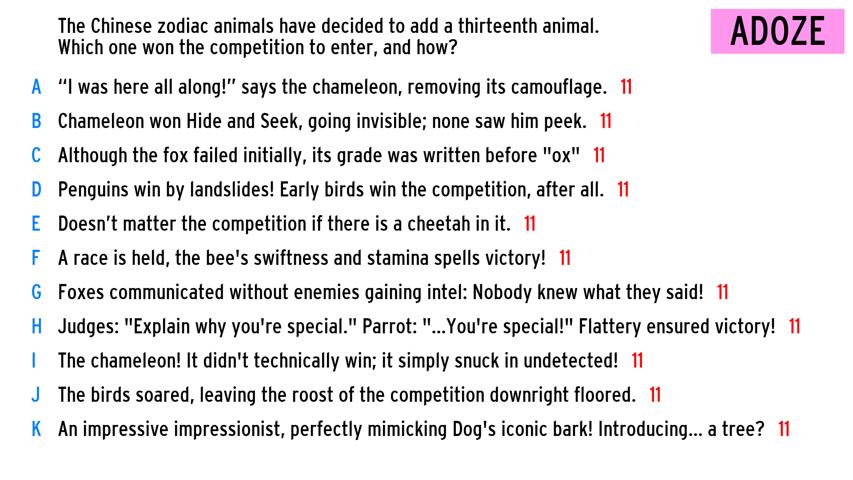 The Chinese zodiac animals have decided to add a thirteenth animal.
Which one won the competition to enter, and how?
ADOZE
A “I was here all along!” says the chameleon, removing its camouflage. 11
B Chameleon won Hide and Seek, going invisible; none saw him peek. 11
C Although the fox failed initially, its grade was written before "ox" 11
D Penguins win by landslides! Early birds win the competition, after all. 11
E Doesn’t matter the competition if there is a cheetah in it. 11
F A race is held, the bee's swiftness and stamina spells victory! 11
G Foxes communicated without enemies gaining intel: Nobody knew what they said! 11
H Judges: "Explain why you're special." Parrot: "...You're special!" Flattery ensured victory! 11
I The chameleon! It didn't technically win; it simply snuck in undetected! 11
J The birds soared, leaving the roost of the competition downright floored. 11
K An impressive impressionist, perfectly mimicking Dog's iconic bark! Introducing... a tree? 11